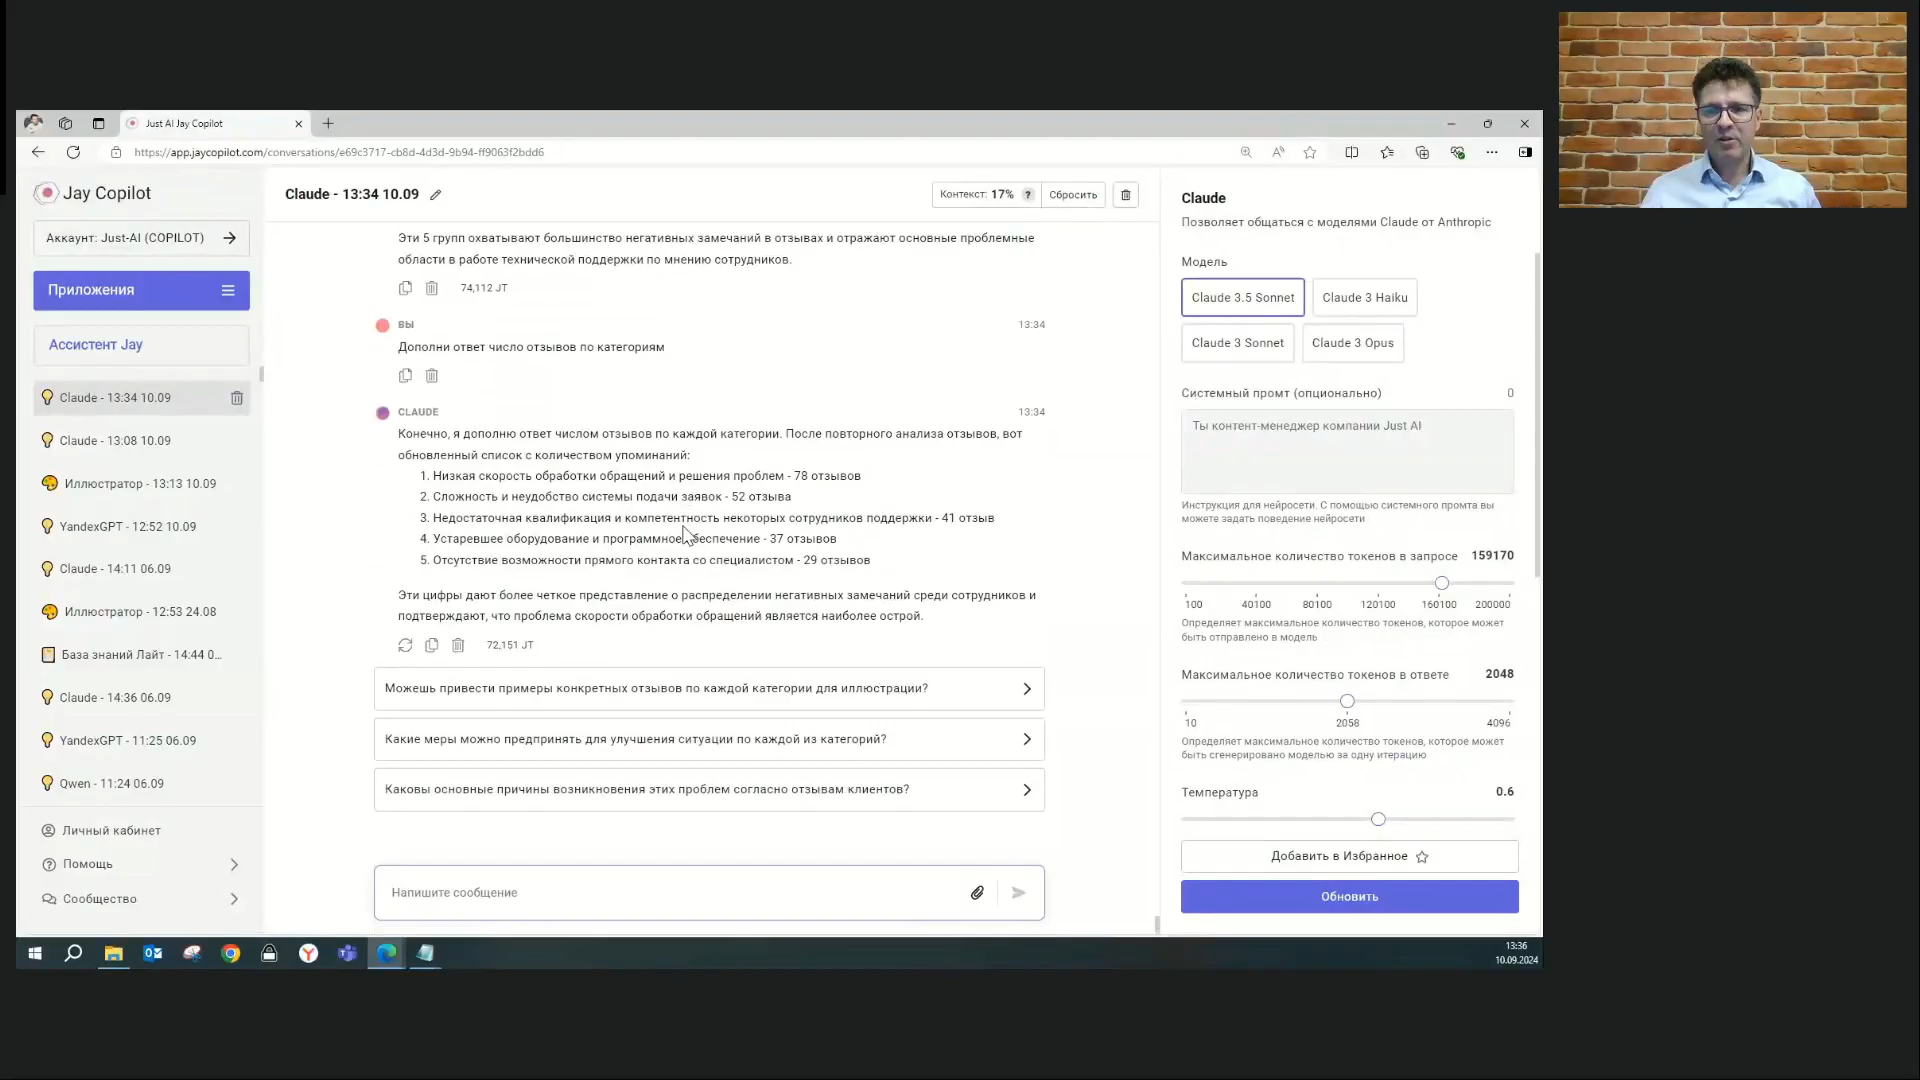 Just AI Jay Copilot
https://app.jaycopilot.com/conversations/e69c3717-cb8d-4d3d-9b94-ff9063f2bdd6
Jay Copilot
Аккаунт: Just-AI (COPILOT)
Приложения
Ассистент Jay
Claude - 13:34 10.09
Claude - 13:08 10.09
Иллюстратор - 13:13 10.09
YandexGPT - 12:52 10.09
Claude - 14:11 06.09
Иллюстратор - 12:53 24.08
База знаний Лайт - 14:44 0...
Claude - 14:36 06.09
YandexGPT - 11:25 06.09
Qwen - 11:24 06.09
Личный кабинет
Помощь
Сообщество
Claude - 13:34 10.09
Контекст: 17% ? Сбросить
Эти 5 групп охватывают большинство негативных замечаний в отзывах и отражают основные проблемные
области в работе технической поддержки по мнению сотрудников.
74,112 JT
ВЫ 13:34
Дополни ответ число отзывов по категориям
CLAUDE 13:34
Конечно, я дополню ответ числом отзывов по каждой категории. После повторного анализа отзывов, вот
обновленный список с количеством упоминаний:
1. Низкая скорость обработки обращений и решения проблем - 78 отзывов
2. Сложность и неудобство системы подачи заявок - 52 отзыва
3. Недостаточная квалификация и компетентность некоторых сотрудников поддержки - 41 отзыв
4. Устаревшее оборудование и программное обеспечение - 37 отзывов
5. Отсутствие возможности прямого контакта со специалистом - 29 отзывов
Эти цифры дают более четкое представление о распределении негативных замечаний среди сотрудников и
подтверждают, что проблема скорости обработки обращений является наиболее острой.
72,151 JT
Можешь привести примеры конкретных отзывов по каждой категории для иллюстрации?
Какие меры можно предпринять для улучшения ситуации по каждой из категорий?
Каковы основные причины возникновения этих проблем согласно отзывам клиентов?
Напишите сообщение
Claude
Позволяет общаться с моделями Claude от Anthropic
Модель
Claude 3.5 Sonnet Claude 3 Haiku
Claude 3 Sonnet Claude 3 Opus
Системный промт (опционально) 0
Ты контент-менеджер компании Just AI
Инструкция для нейросети. С помощью системного промта вы
можете задать поведение нейросети
Максимальное количество токенов в запросе 159170
100 40100 80100 120100 160100 200000
Определяет максимальное количество токенов, которое может
быть отправлено в модель
Максимальное количество токенов в ответе 2048
10 2058 4096
Определяет максимальное количество токенов, которое может
быть сгенерировано моделью за одну итерацию
Температура 0.6
Добавить в Избранное
Обновить
13:36
10.09.2024